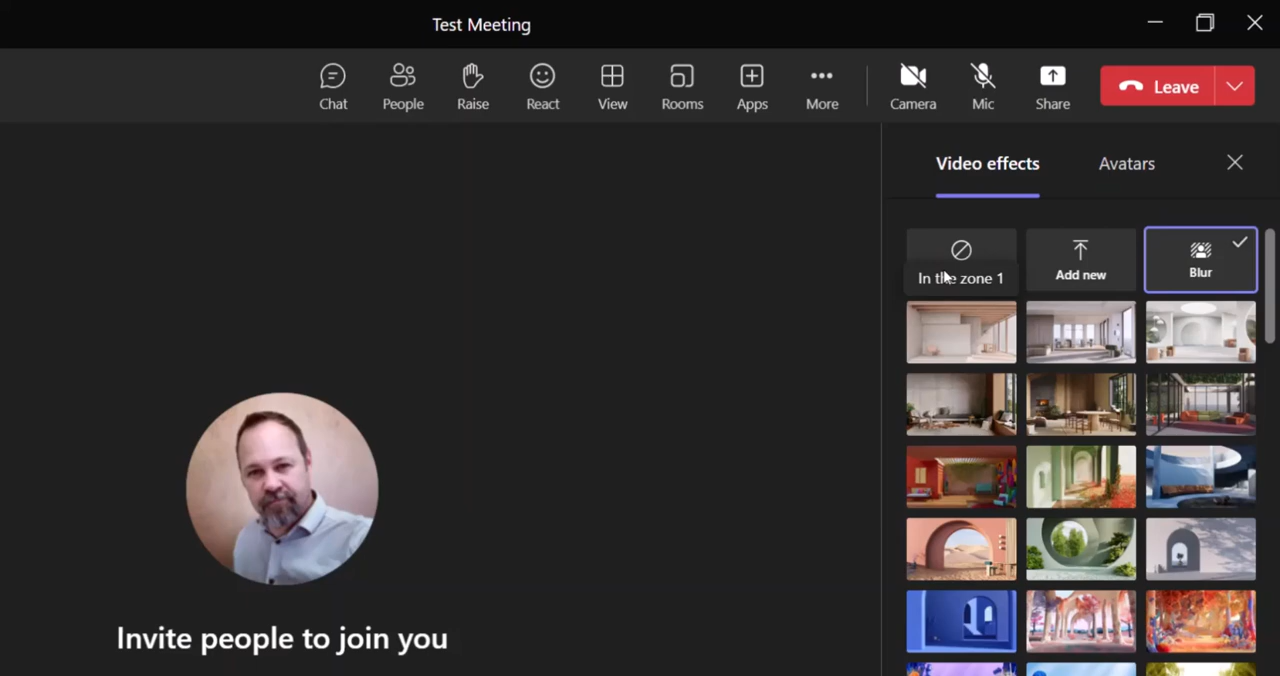 Test Meeting
Chat People Raise React View Rooms Apps More Camera Mic Share Leave
Video effects Avatars
In the zone 1 Add new Blur
Invite people to join you